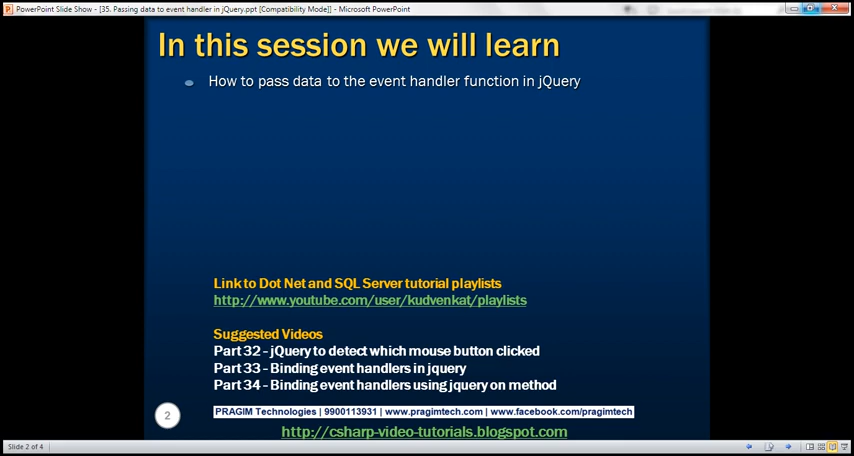 PowerPoint Slide Show - [35. Passing data to event handler in jQuery.ppt [Compatibility Mode]] - Microsoft PowerPoint
In this session we will learn
How to pass data to the event handler function in jQuery
Link to Dot Net and SQL Server tutorial playlists
http://www.youtube.com/user/kudvenkat/playlists
Suggested Videos
Part 32 - jQuery to detect which mouse button clicked
Part 33 - Binding event handlers in jquery
Part 34 - Binding event handlers using jquery on method
2
PRAGIM Technologies | 9900113931 | www.pragimtech.com | www.facebook.com/pragimtech
http://csharp-video-tutorials.blogspot.com
Slide 2 of 4